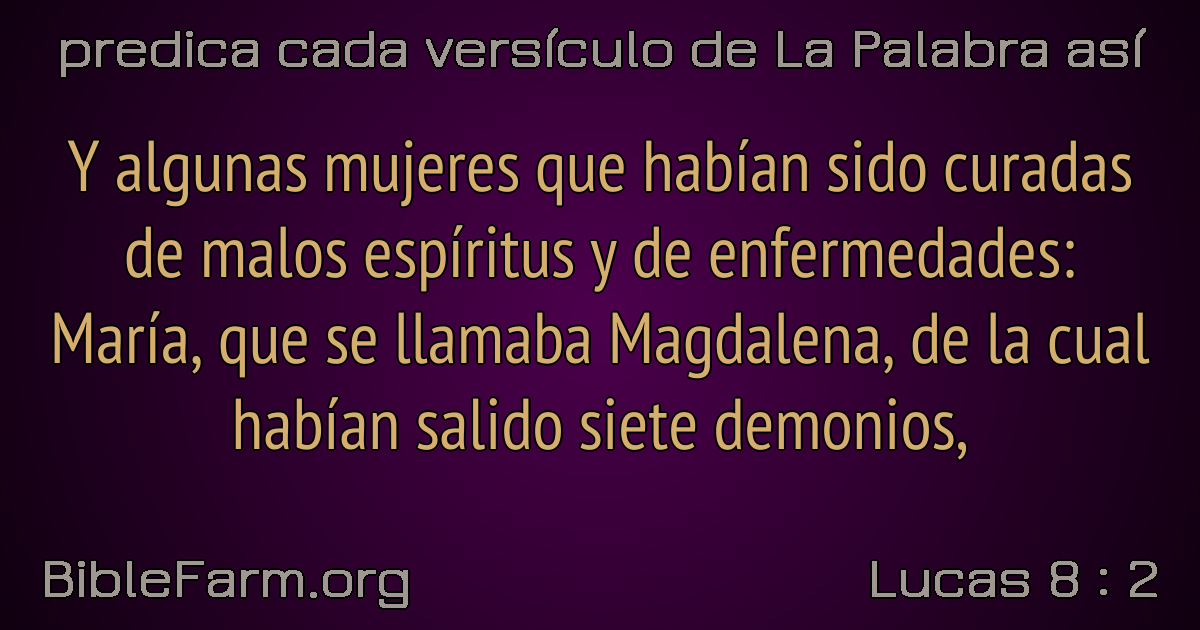 predica cada versículo de La Palabra así
Y algunas mujeres que habían sido curadas
de malos espíritus y de enfermedades:
María, que se llamaba Magdalena, de la cual
habían salido siete demonios,
BibleFarm.org
Lucas 8 : 2